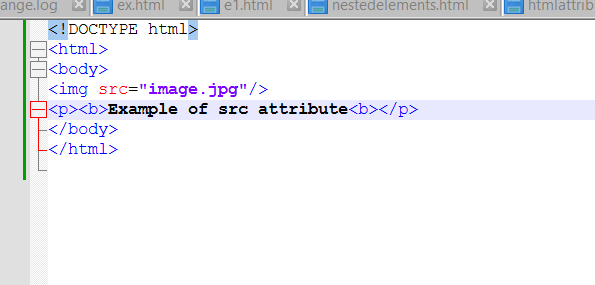 ange.log ex.html e1.html nestedelements.html htmlattrib
<!DOCTYPE html>
<html>
<body>
<img src="image.jpg"/>
<p><b>Example of src attribute<b></p>
</body>
</html>